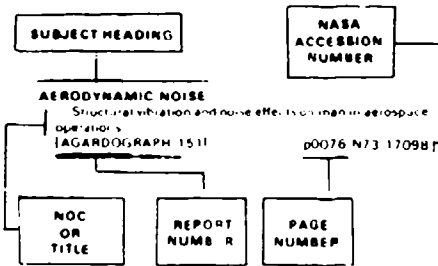 SUBJECT HEADING
NASA
ACCESSION
NUMBER
AERODYNAMIC NOISE
Structural vibration and noise effects on man in aerospace
operations
[AGARDOGRAPH 151] p0076 N73 17098
NOC
OR
TITLE
REPORT
NUMB R
PAGE
NUMBER